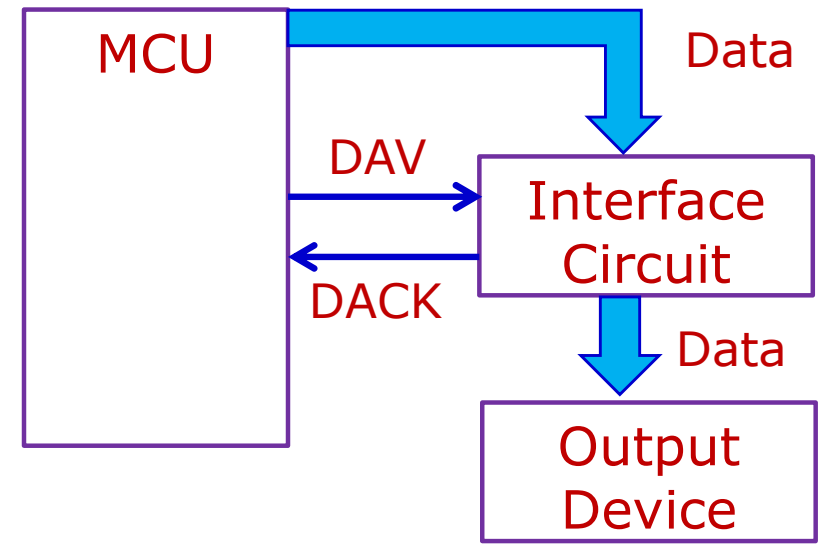 MCU
Data
DAV
Interface
Circuit
DACK
Data
Output
Device